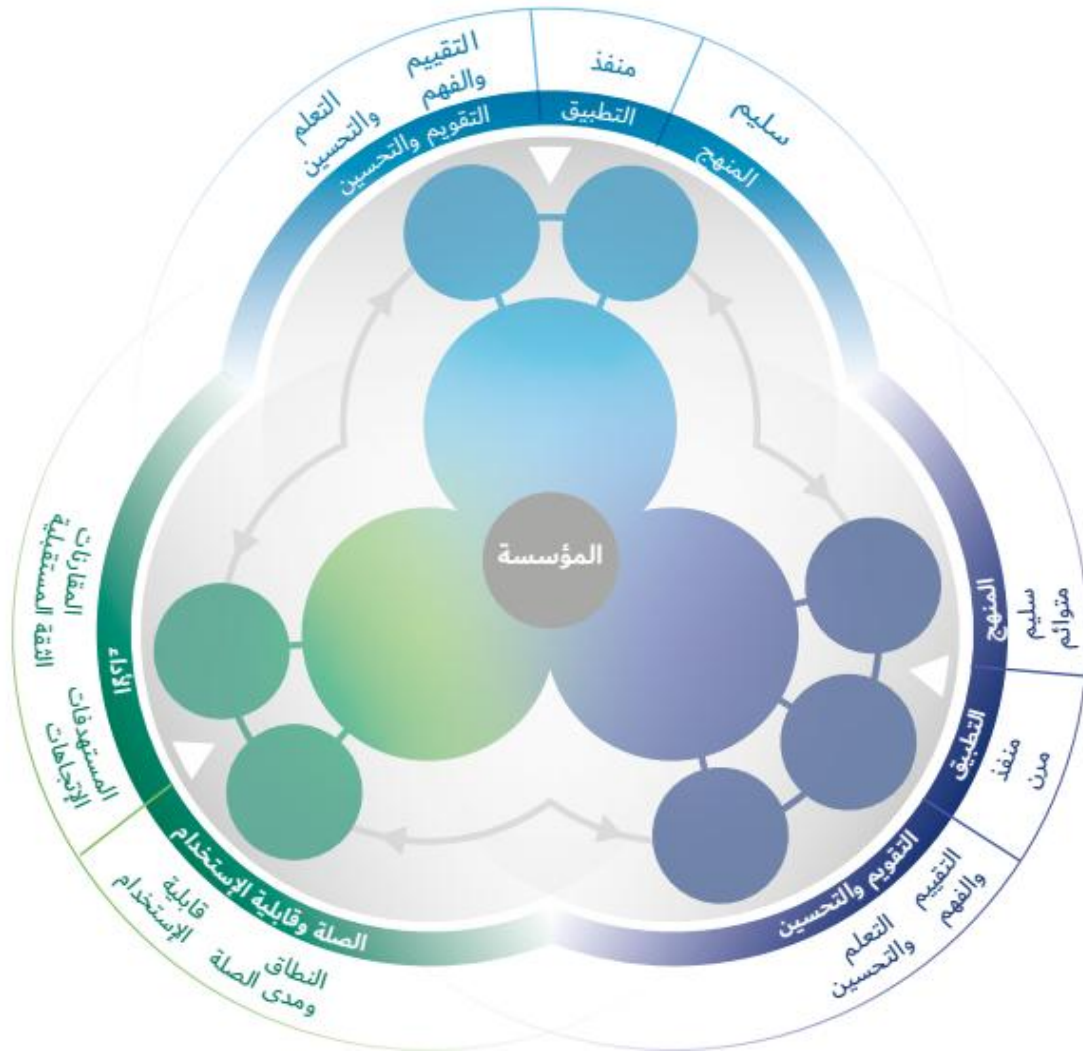 سليم
المنهج
منفذ
التطبيق
التقييم
والفهم
التعلم
والتحسين
التقويم والتحسين
المؤسسة
المنهج
سليم
متوائم
التطبيق
منفذ
مدن
التقويم والتحسين
التقييم
والفهم
التعلم
والتحسين
الصلة وقابلية الإستخدام
النطاق
ومدى الصلة
قابلية
الإستخدام
الأداء
المستهدفات
الإتجاهات
المقارنات
الثقة المستقبلية